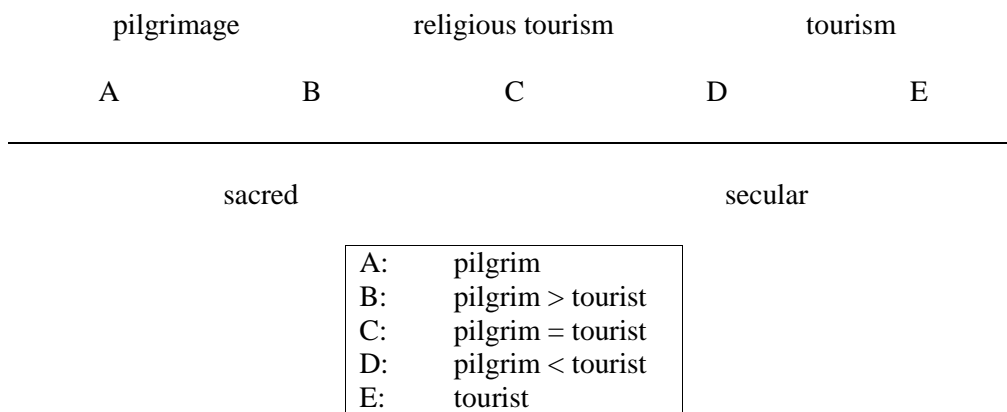 pilgrimage religious tourism tourism
A B C D E
sacred secular
A: pilgrim
B: pilgrim > tourist
C: pilgrim = tourist
D: pilgrim < tourist
E: tourist